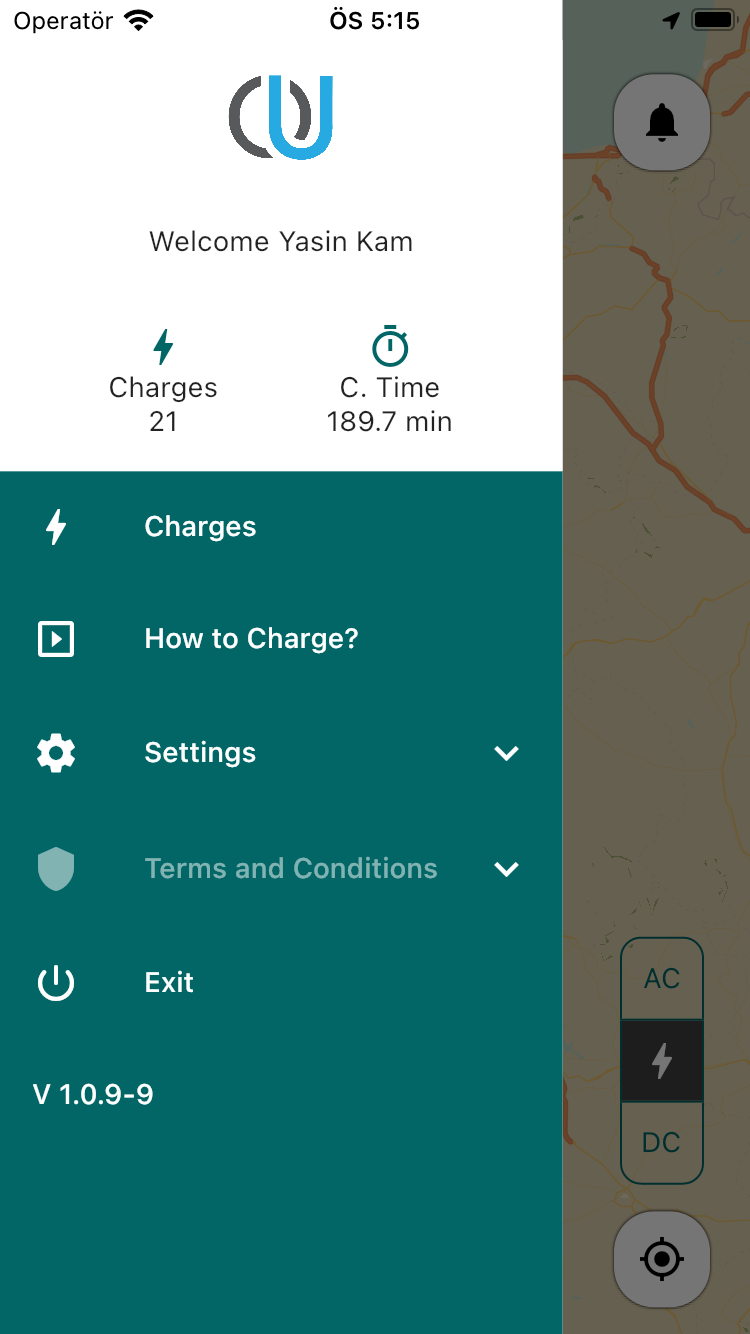 Operatör
ÖS 5:15
Welcome Yasin Kam
Charges
21
C. Time
189.7 min
Charges
How to Charge?
Settings
Terms and Conditions
Exit
V 1.0.9-9
AC
DC